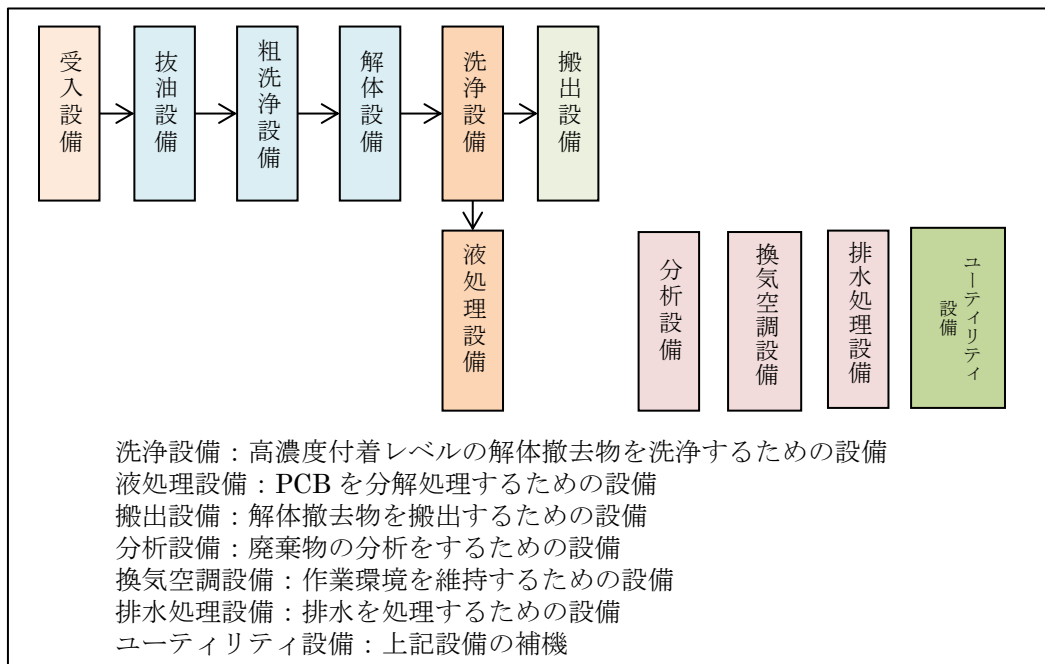 受入設備
抜油設備
粗洗浄設備
解体設備
洗浄設備
搬出設備
液処理設備
分析設備
換気空調設備
排水処理設備
ユーティリティ
設備
洗浄設備：高濃度付着レベルの解体撤去物を洗浄するための設備
液処理設備：PCB を分解処理するための設備
搬出設備：解体撤去物を搬出するための設備
分析設備：廃棄物の分析をするための設備
換気空調設備：作業環境を維持するための設備
排水処理設備：排水を処理するための設備
ユーティリティ設備：上記設備の補機